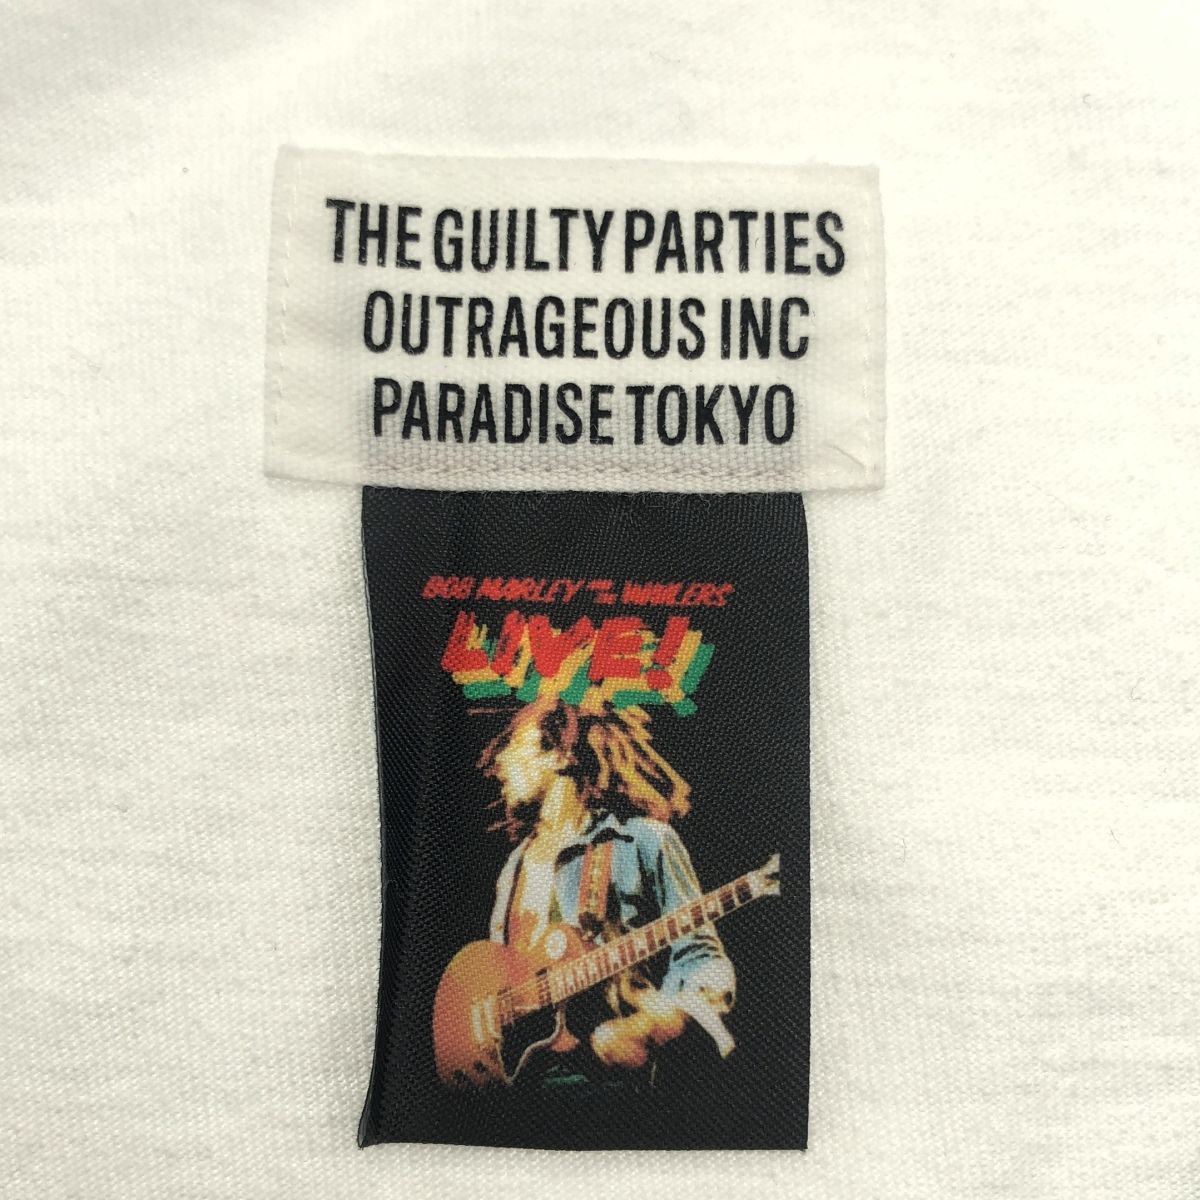 THE GUILTY PARTIES
OUTRAGEOUS INC
PARADISE TOKYO
BOB MARLEY AND THE WAILERS
LIVE!